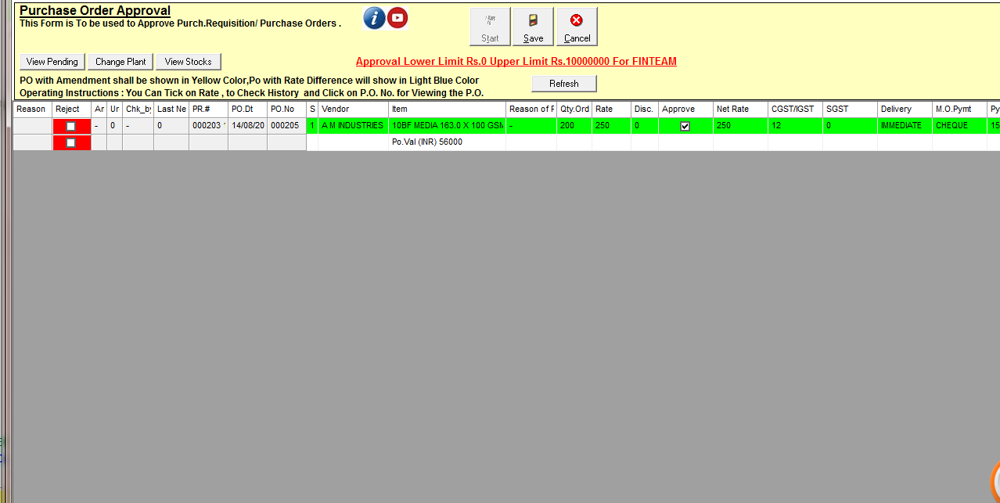 Purchase Order Approval
This Form is To be used to Approve Purch.Requisition/ Purchase Orders .
Start Save Cancel
View Pending Change Plant View Stocks
Approval Lower Limit Rs.0 Upper Limit Rs.10000000 For FINTEAM
PO with Amendment shall be shown in Yellow Color,Po with Rate Difference will show in Light Blue Color
Refresh
Operating Instructions : You Can Tick on Rate , to Check History and Click on P.O. No. for Viewing the P.O.
Reason Reject Ar Ur Chk_by Last Ne PR.# PO.Dt PO.No S Vendor Item Reason of F Qty.Ord Rate Disc. Approve Net Rate CGST/IGST SGST Delivery M.O.Pymt Py
- 0 - 0 000203 14/08/20 000205 1 A M INDUSTRIES 10BF MEDIA 163.0 X 100 GSM - 200 250 0 250 12 0 IMMEDIATE CHEQUE 15
Po.Val (INR) 56000